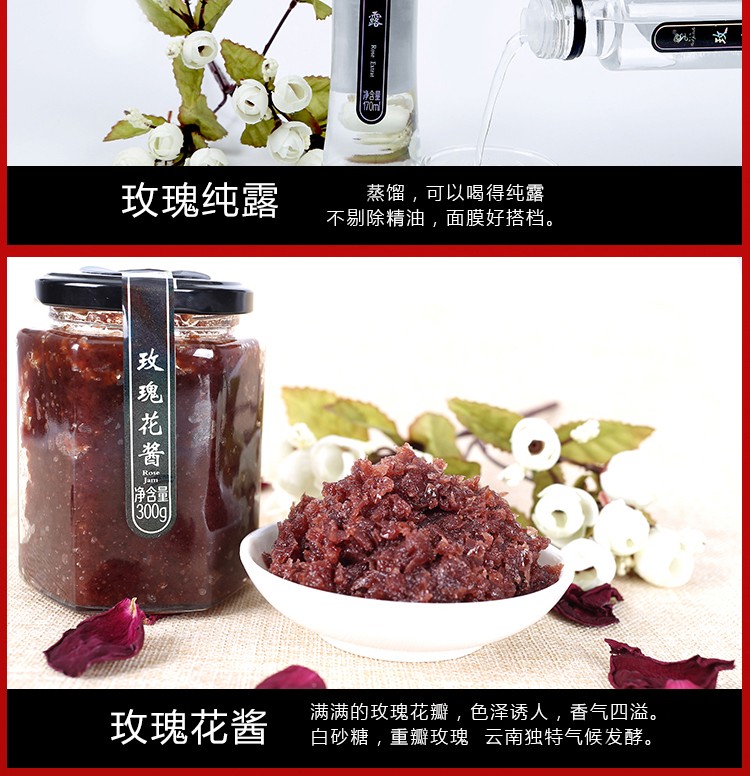 露
Rose Extrat
净含量
170ml
玫
玫瑰纯露
蒸馏，可以喝得纯露
不剔除精油，面膜好搭档。
玫瑰花酱
Rose
Jam
净含量
300g
玫瑰花酱
满满的玫瑰花瓣，色泽诱人，香气四溢。
白砂糖，重瓣玫瑰 云南独特气候发酵。